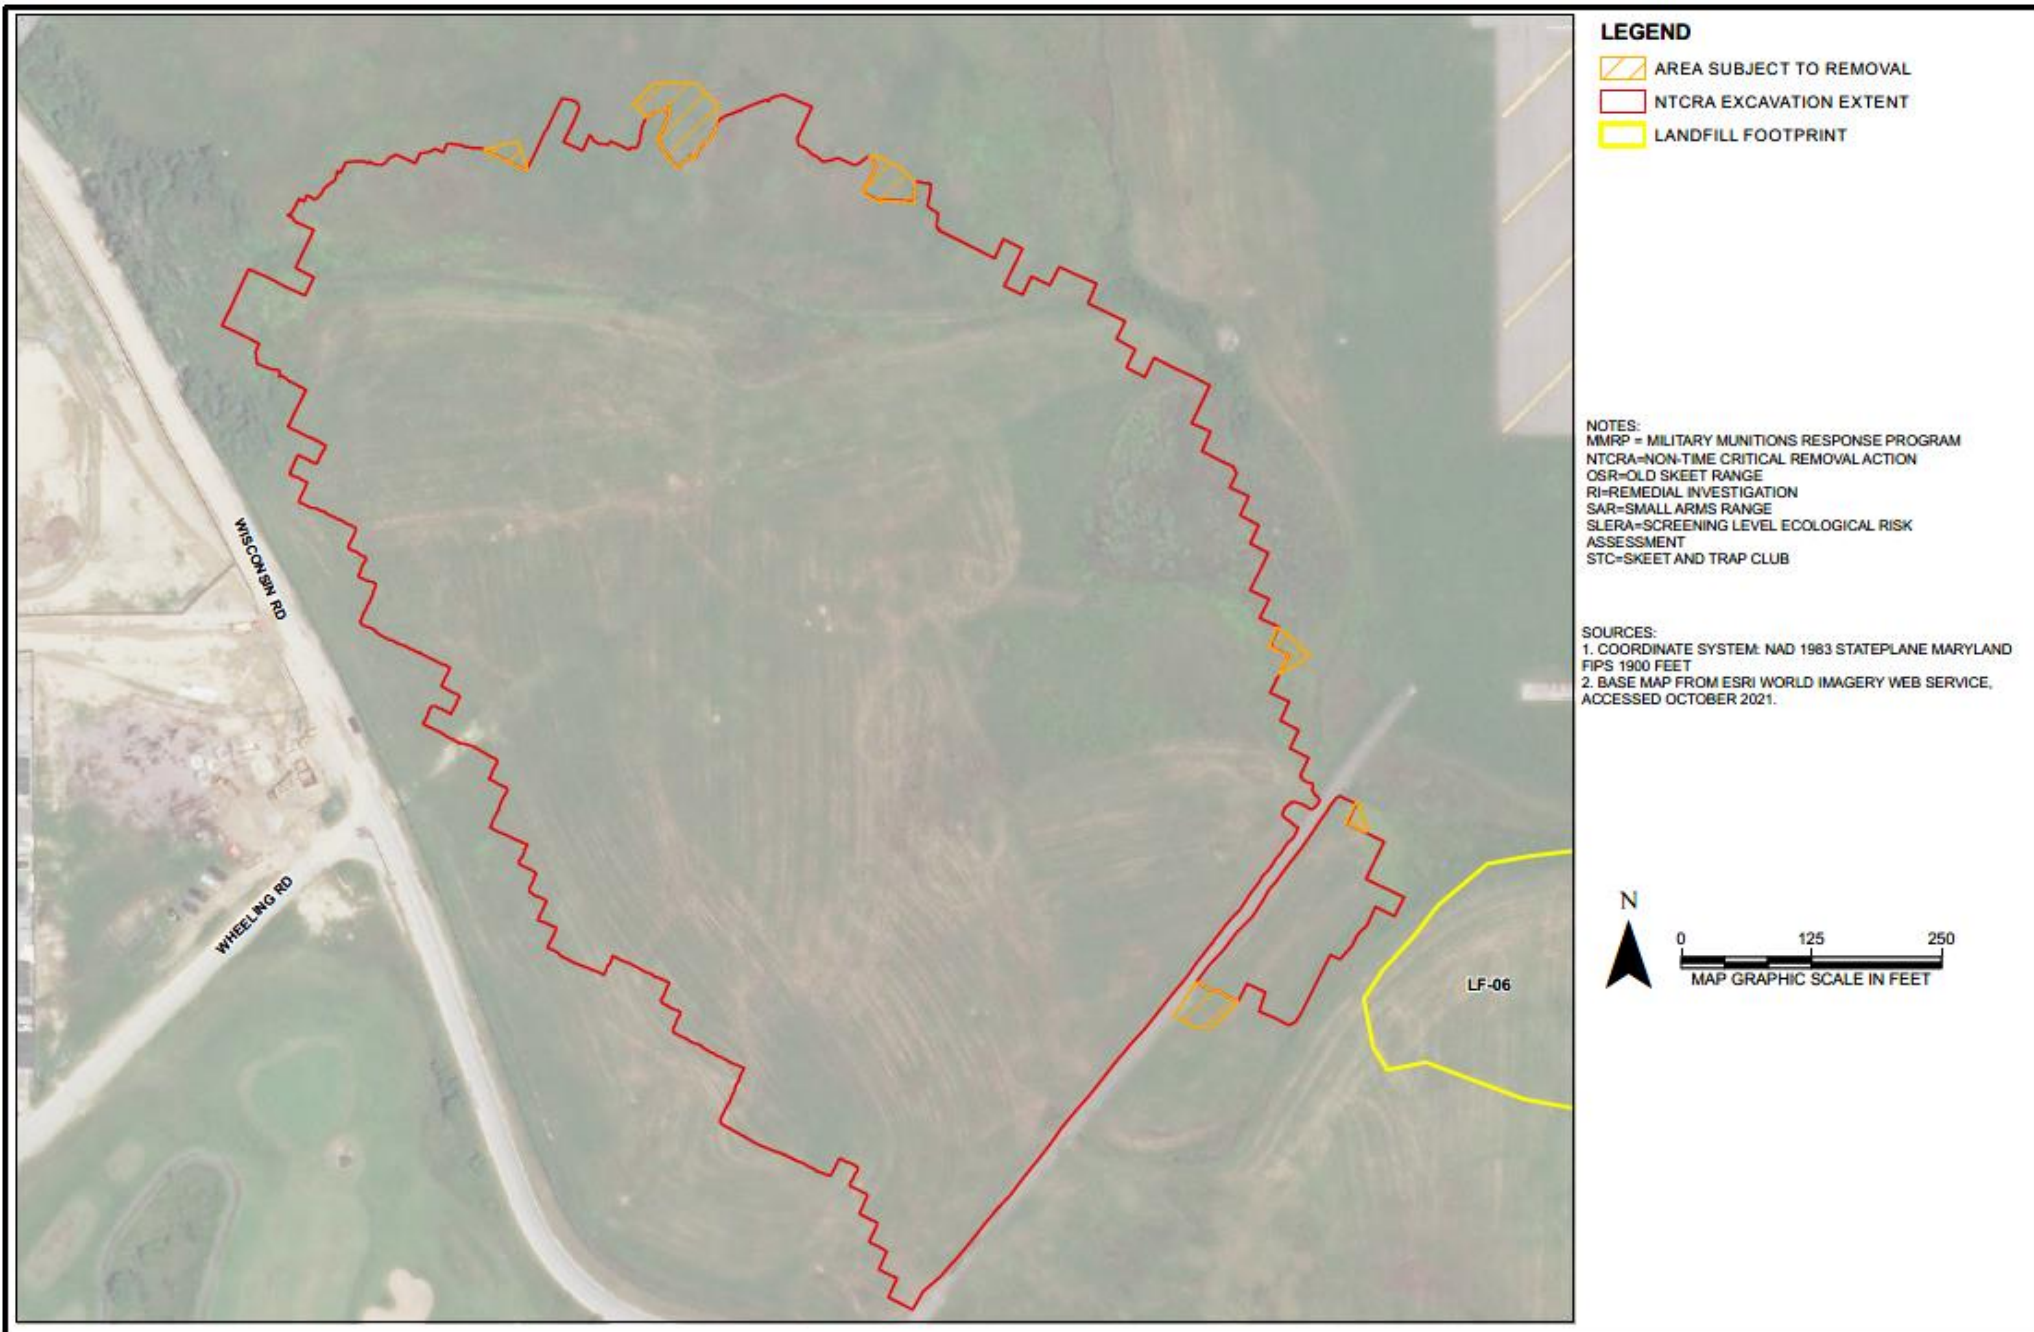 LEGEND
AREA SUBJECT TO REMOVAL
NTCRA EXCAVATION EXTENT
LANDFILL FOOTPRINT
NOTES:
MMRP = MILITARY MUNITIONS RESPONSE PROGRAM
NTCRA=NON-TIME CRITICAL REMOVAL ACTION
OSR=OLD SKEET RANGE
RI=REMEDIAL INVESTIGATION
SAR=SMALL ARMS RANGE
SLERA=SCREENING LEVEL ECOLOGICAL RISK
ASSESSMENT
STC=SKEET AND TRAP CLUB
WISCONSIN RD
SOURCES:
1. COORDINATE SYSTEM: NAD 1983 STATEPLANE MARYLAND
FIPS 1900 FEET
2. BASE MAP FROM ESRI WORLD IMAGERY WEB SERVICE,
ACCESSED OCTOBER 2021.
WHEELING RD
LF-06
N
0 125 250
MAP GRAPHIC SCALE IN FEET